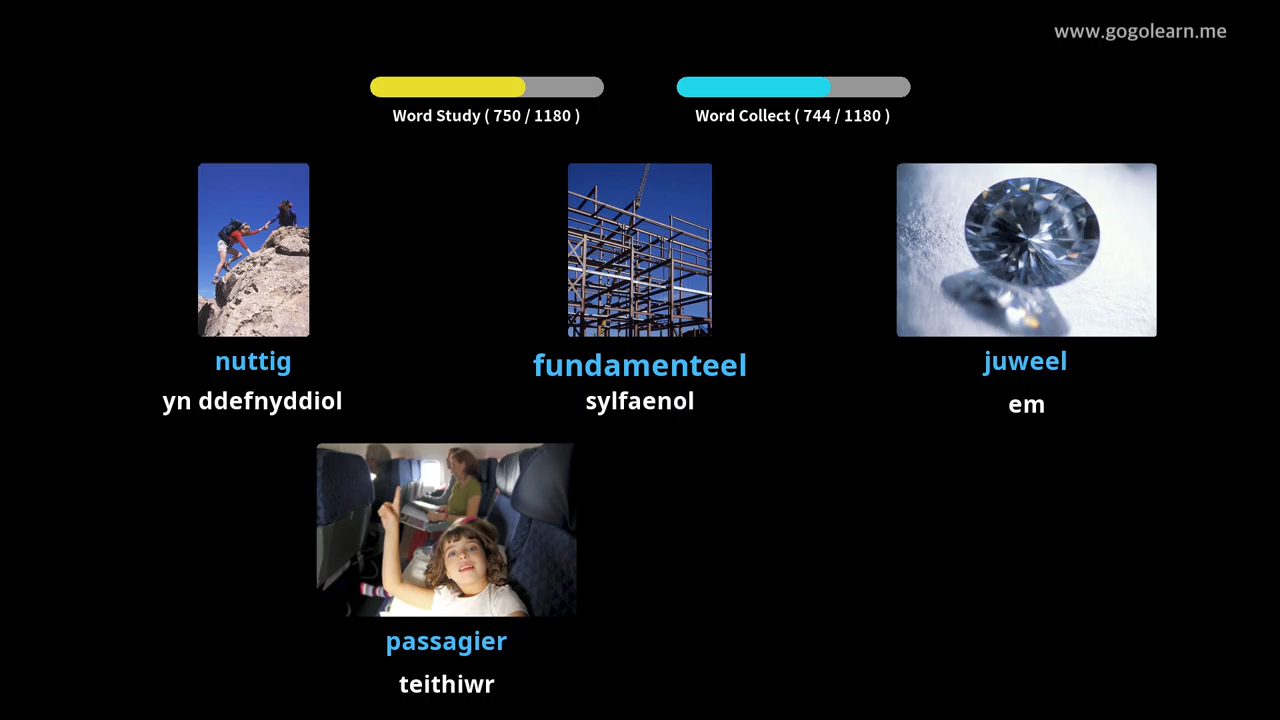 www.gogolearn.me
Word Study ( 750 / 1180 )
Word Collect ( 744 / 1180 )
nuttig
yn ddefnyddiol
fundamenteel
sylfaenol
juweel
em
passagier
teithiwr